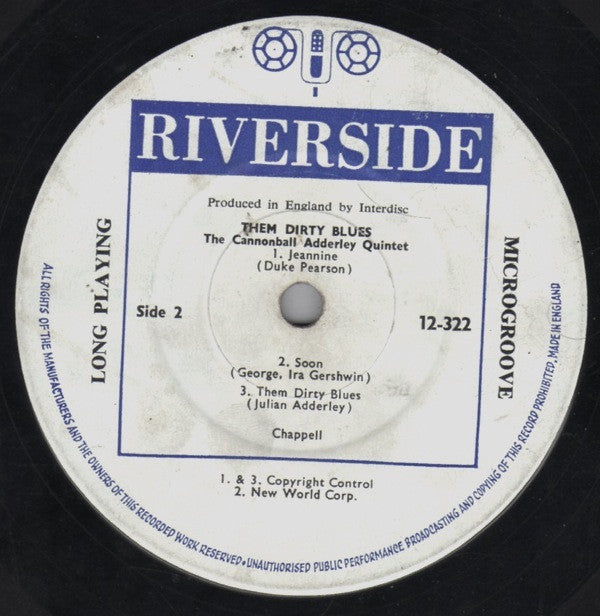 RIVERSIDE
Produced in England by Interdisc
THEM DIRTY BLUES
The Cannonball Adderley Quintet
1. Jeannine
(Duke Pearson)
LONG PLAYING
MICROGROOVE
Side 2
12-322
2. Soon
(George, Ira Gershwin)
3. Them Dirty Blues
(Julian Adderley)
Chappell
1. & 3. Copyright Control
2. New World Corp.
ALL RIGHTS OF THE MANUFACTURERS AND THE OWNERS OF THIS RECORDED WORK RESERVED • UNAUTHORISED PUBLIC PERFORMANCE BROADCASTING AND COPYING OF THIS RECORD PROHIBITED, MADE IN ENGLAND